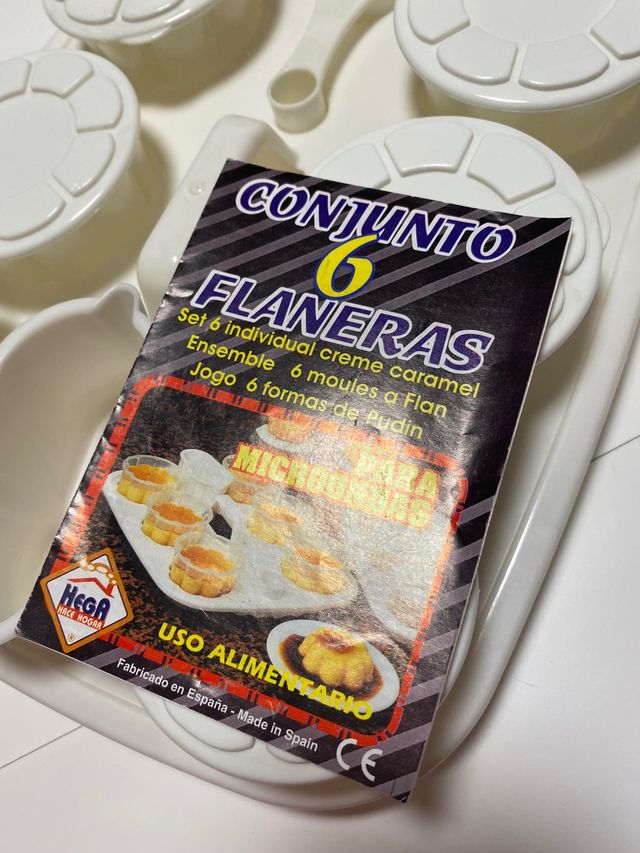 CONJUNTO
6
FLANERAS
Set 6 individual creme caramel
Ensemble 6 moules a Flan
Jogo 6 formas de Pudin
PARA
MICROONDAS
HEGA
HACE HOGAR
®
USO ALIMENTARIO
Fabricado en España - Made in Spain
CE